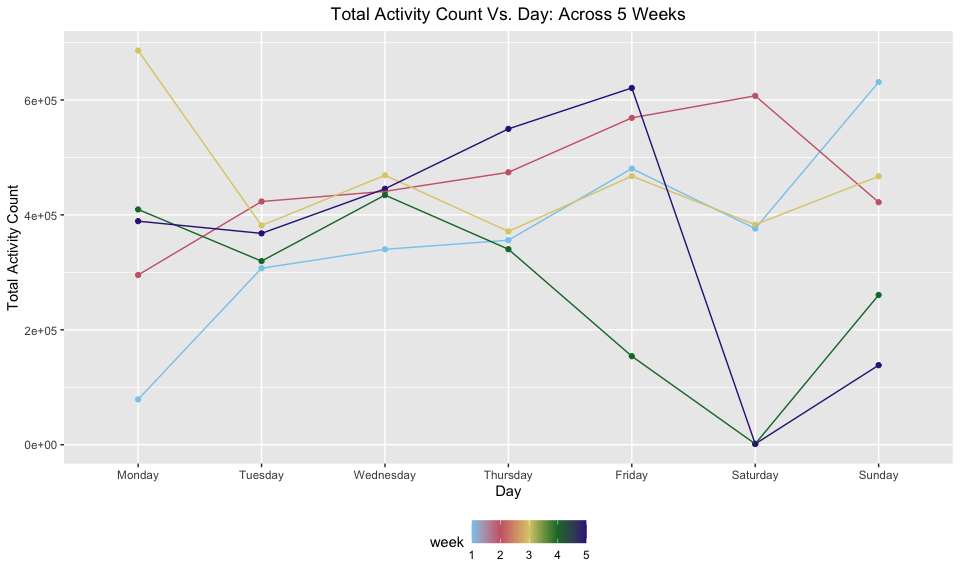 Total Activity Count Vs. Day: Across 5 Weeks
Total Activity Count
6e+05
4e+05
2e+05
0e+00
Monday Tuesday Wednesday Thursday Friday Saturday Sunday
Day
week
1 2 3 4 5